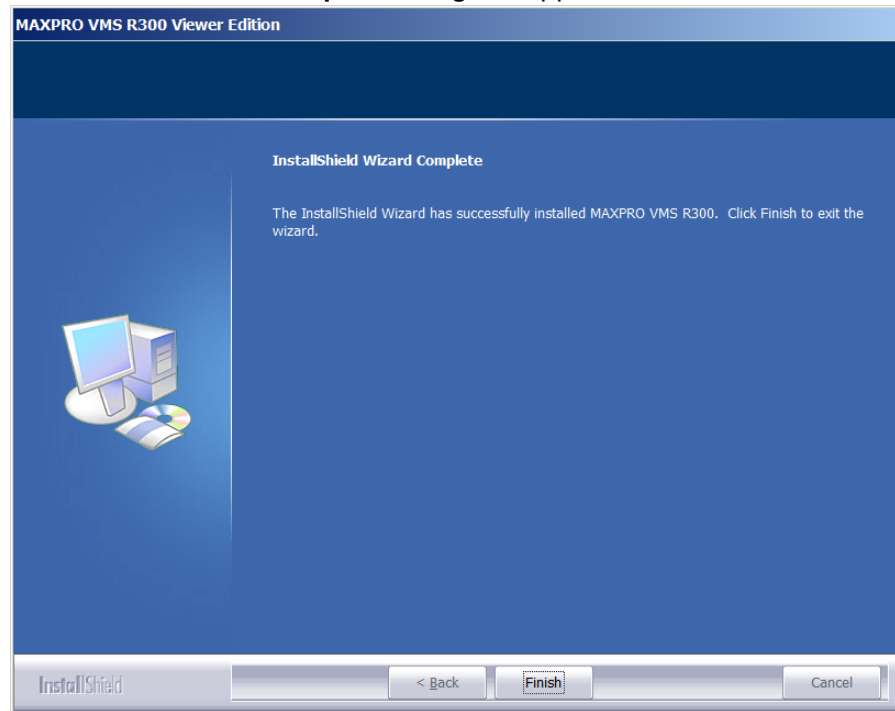 MAXPRO VMS R300 Viewer Edition
InstallShield Wizard Complete
The InstallShield Wizard has successfully installed MAXPRO VMS R300. Click Finish to exit the
wizard.
InstallShield
< Back
Finish
Cancel